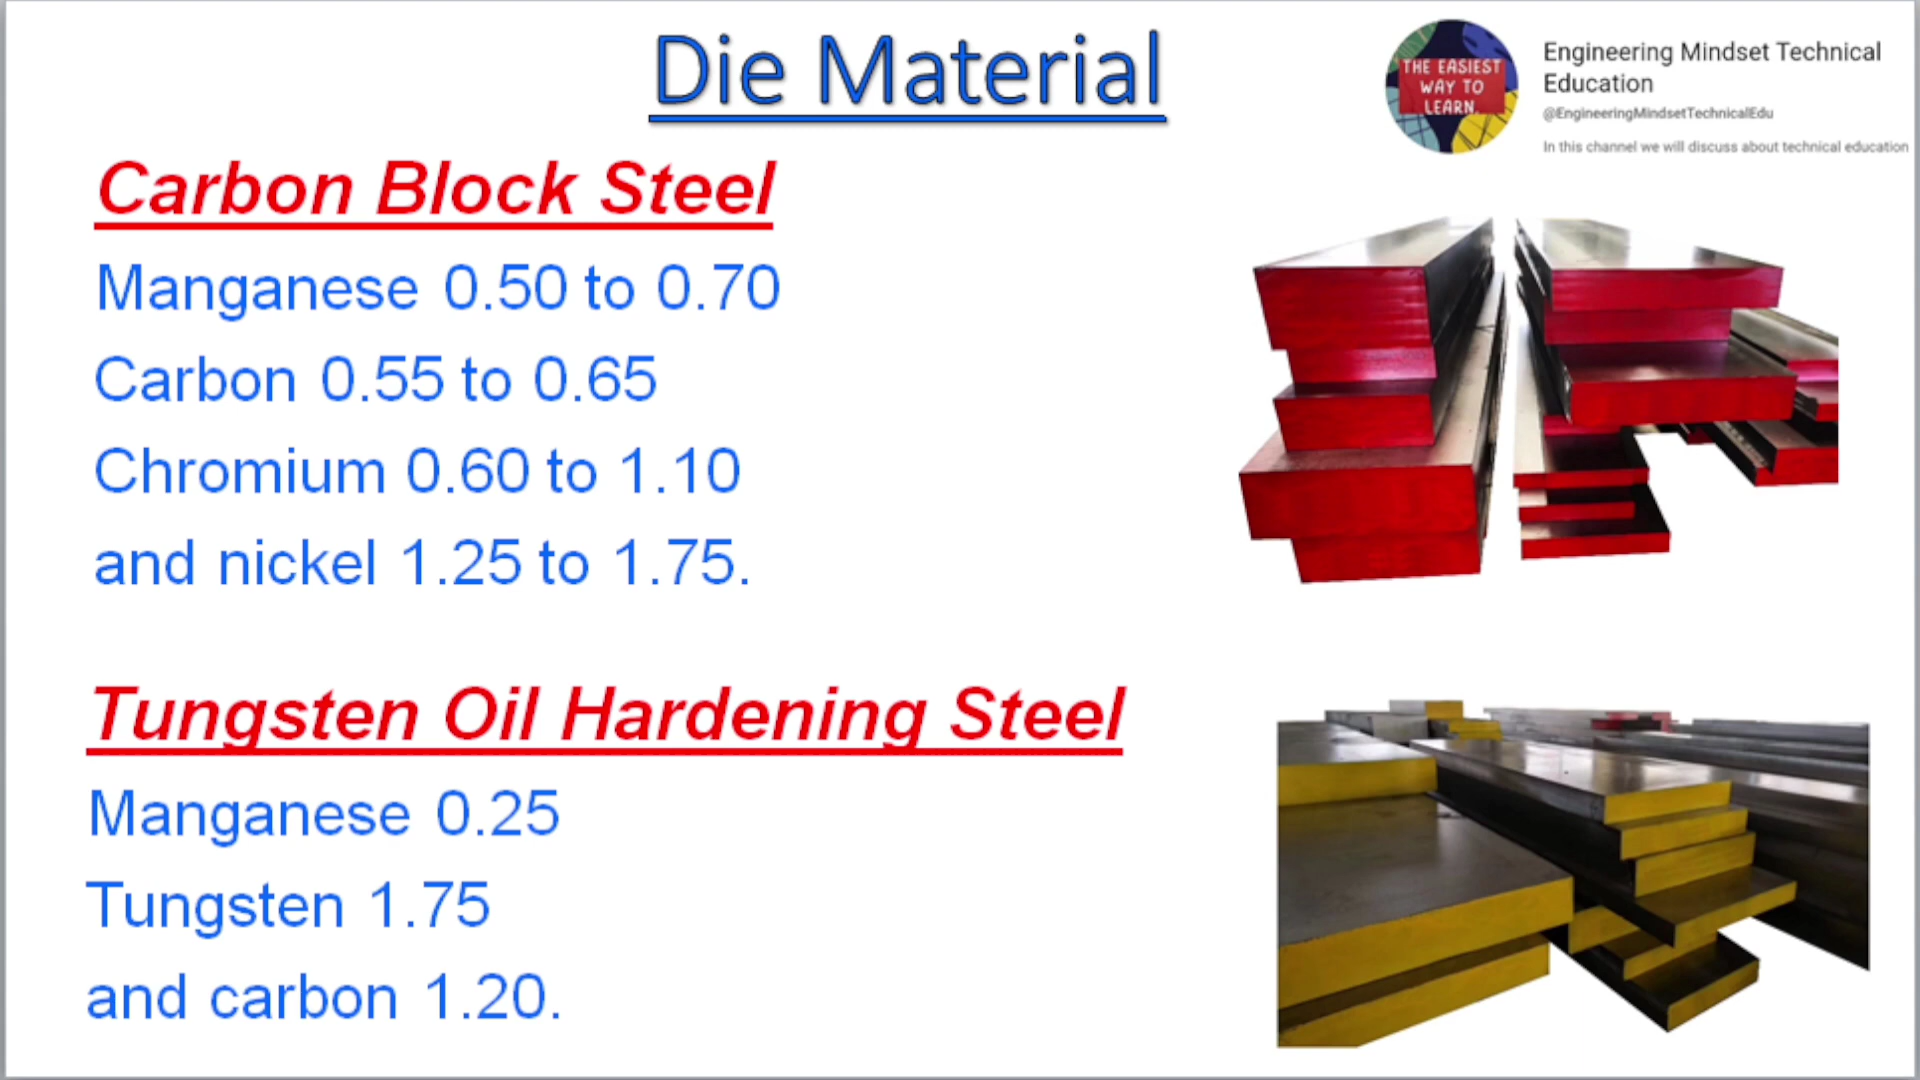 Die Material
THE EASIEST
WAY TO
LEARN.
Engineering Mindset Technical
Education
@EngineeringMindsetTechnicalEdu
In this channel we will discuss about technical education
Carbon Block Steel
Manganese 0.50 to 0.70
Carbon 0.55 to 0.65
Chromium 0.60 to 1.10
and nickel 1.25 to 1.75.
Tungsten Oil Hardening Steel
Manganese 0.25
Tungsten 1.75
and carbon 1.20.